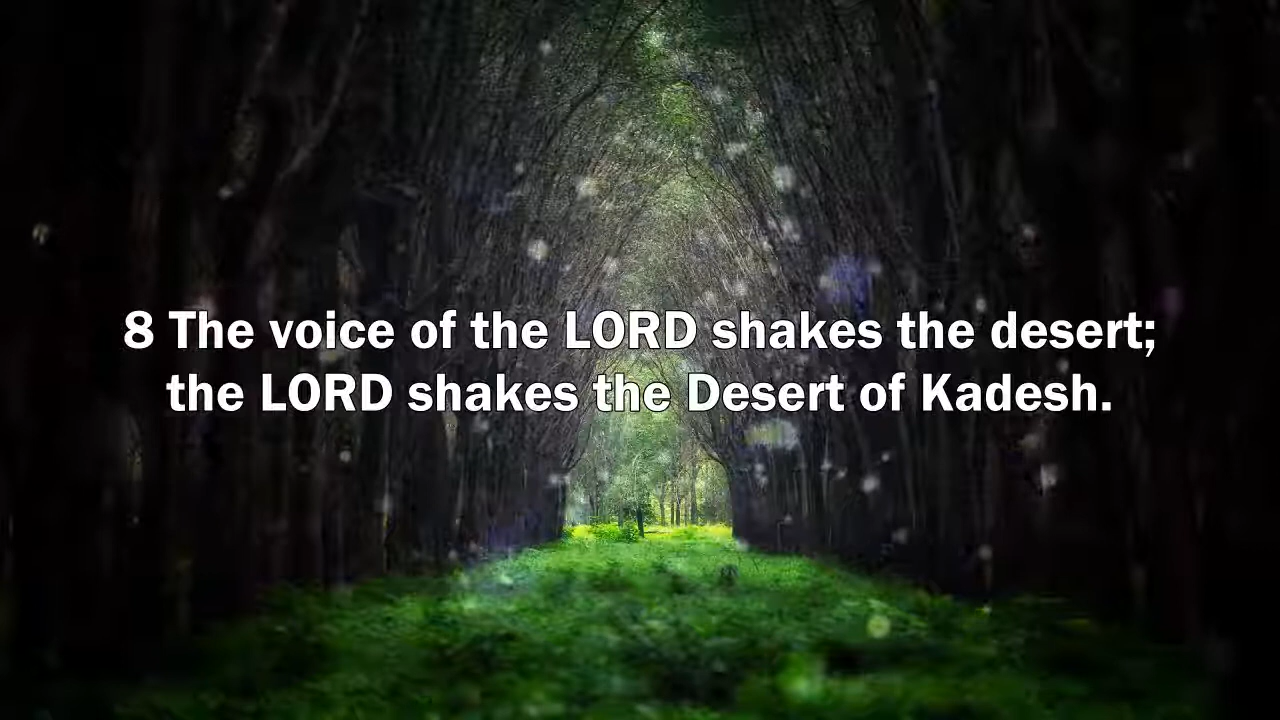 8 The voice of the LORD shakes the desert;
the LORD shakes the Desert of Kadesh.